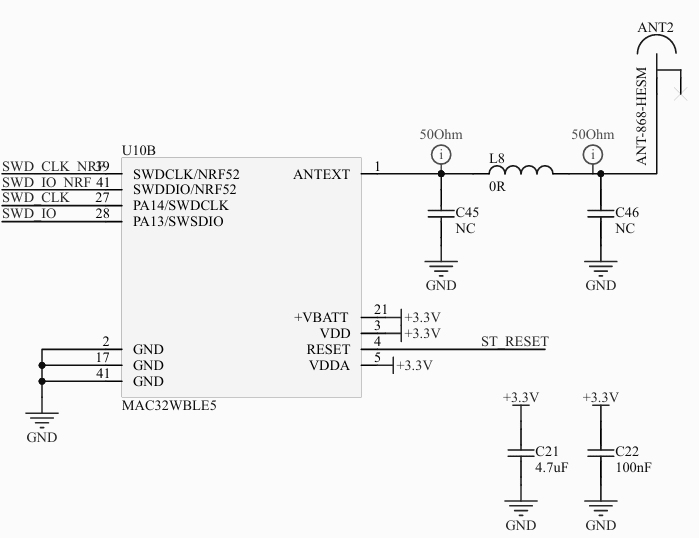 ANT2
ANT-868-HESM
50Ohm
50Ohm
i
i
U10B
L8
0R
SWD_CLK_NRF
39
SWDCLK/NRF52
ANTEXT
1
SWD_IO_NRF
41
SWDDIO/NRF52
SWD_CLK
27
PA14/SWDCLK
SWD_IO
28
PA13/SWSDIO
C45
NC
C46
NC
GND
GND
+VBATT
21
+3.3V
VDD
3
+3.3V
2
GND
RESET
4
ST_RESET
17
GND
VDDA
5
+3.3V
41
GND
MAC32WBLE5
GND
+3.3V
+3.3V
C21
4.7uF
C22
100nF
GND
GND